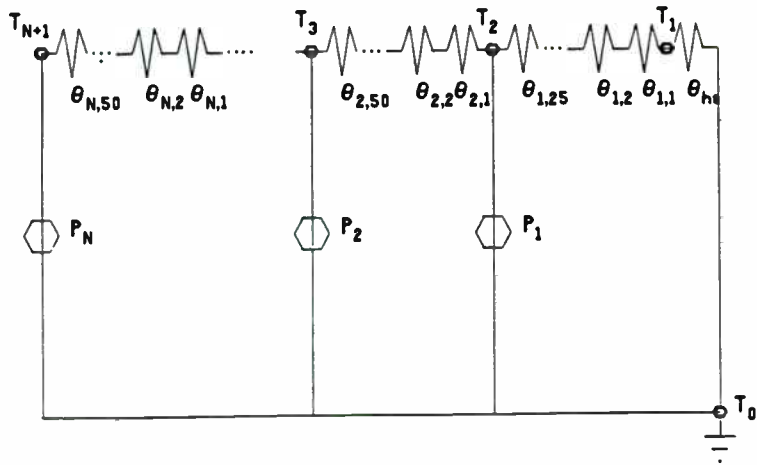 T_{N+1} T_3 T_2 T_1
θ_{N,50} θ_{N,2} θ_{N,1} θ_{2,50} θ_{2,2} θ_{2,1} θ_{1,25} θ_{1,2} θ_{1,1} θ_{hs}
P_N P_2 P_1
T_0